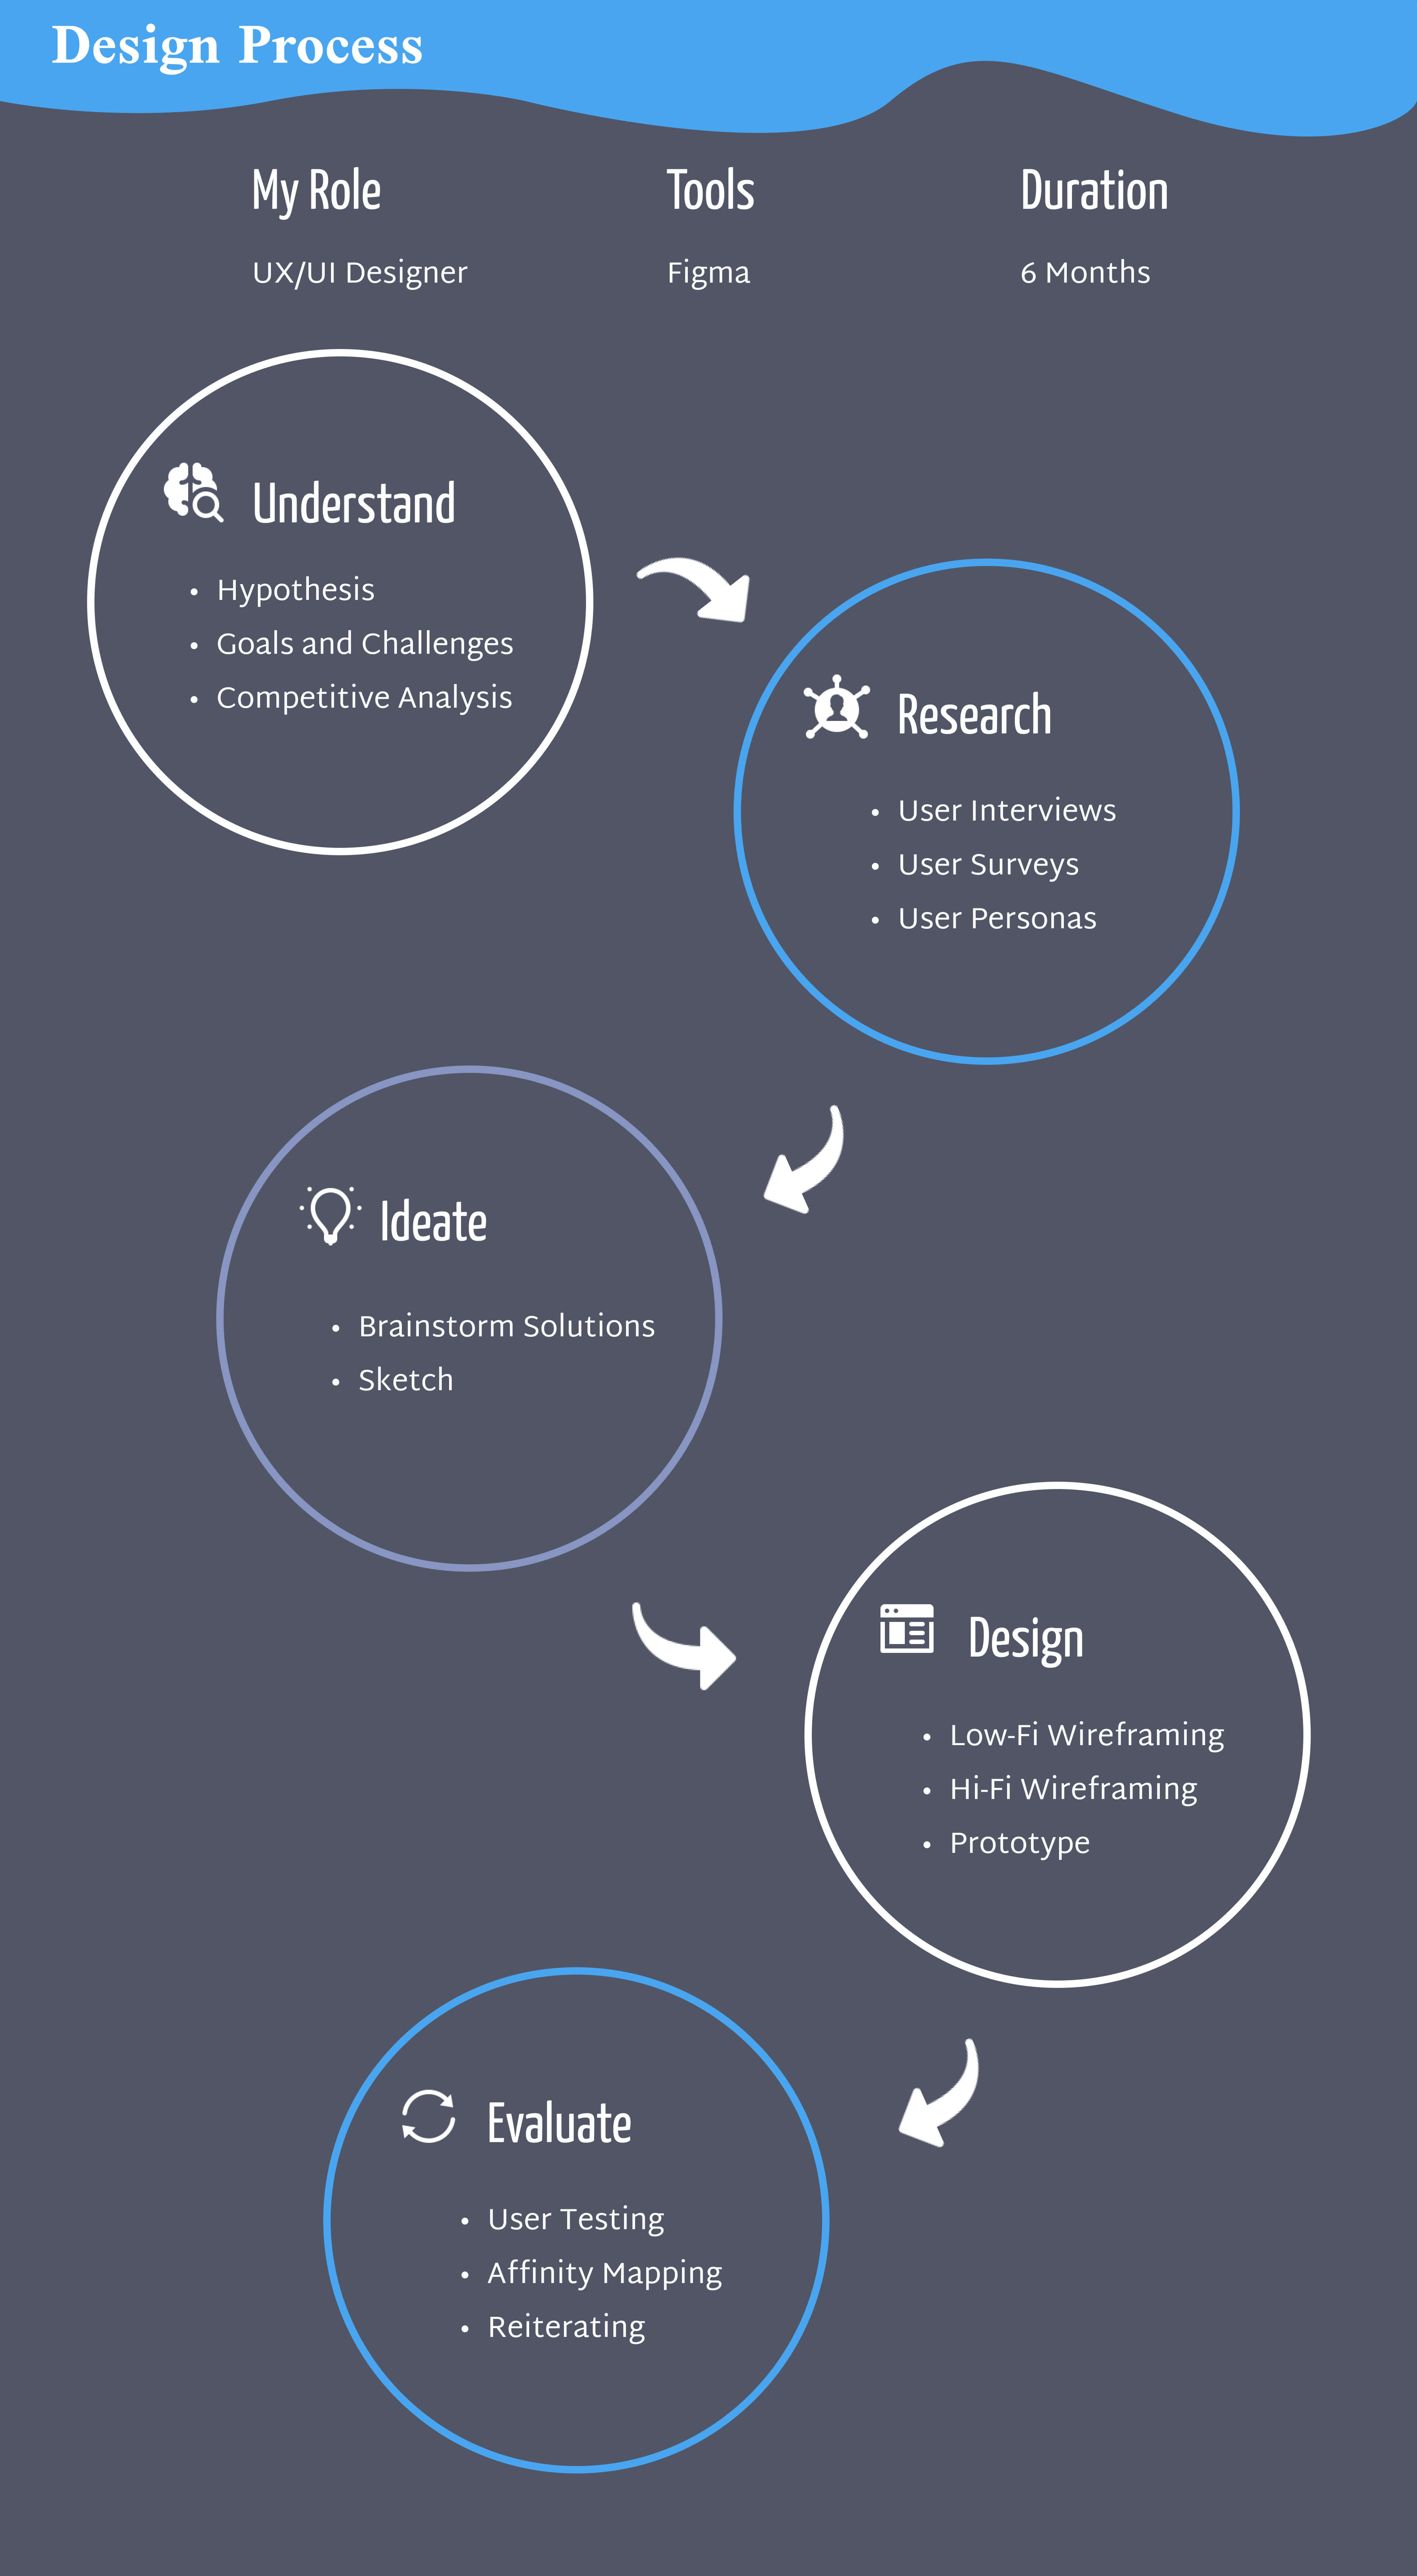 Design Process
My Role
Tools
Duration
UX/UI Designer
Figma
6 Months
Understand
• Hypothesis
• Goals and Challenges
• Competitive Analysis
Research
• User Interviews
• User Surveys
• User Personas
Ideate
• Brainstorm Solutions
• Sketch
Design
• Low-Fi Wireframing
• Hi-Fi Wireframing
• Prototype
Evaluate
• User Testing
• Affinity Mapping
• Reiterating